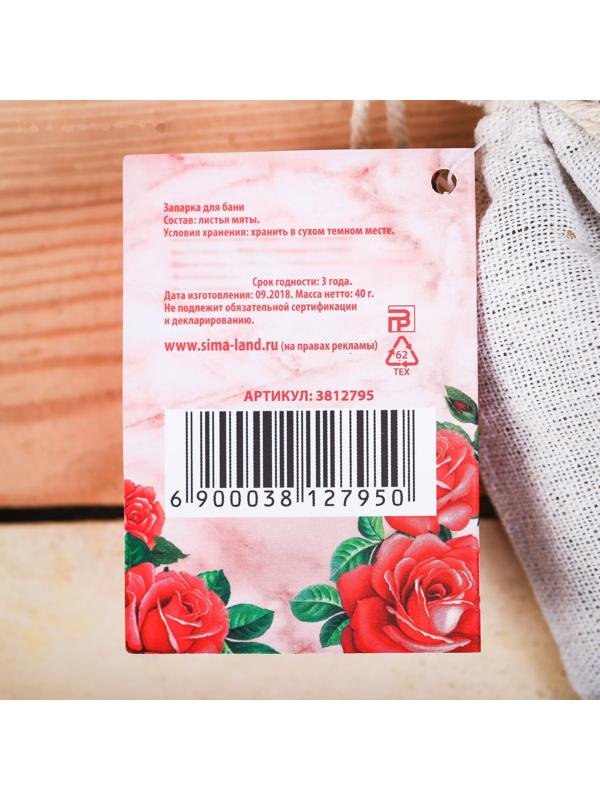 Запарка для бани
Состав: листья мяты.
Условия хранения: хранить в сухом темном месте.
Срок годности: 3 года.
Дата изготовления: 09.2018. Масса нетто: 40 г.
Не подлежит обязательной сертификации
и декларированию.
www.sima-land.ru (на правах рекламы)
62
ТЕХ
АРТИКУЛ: 3812795
6 900038 127950